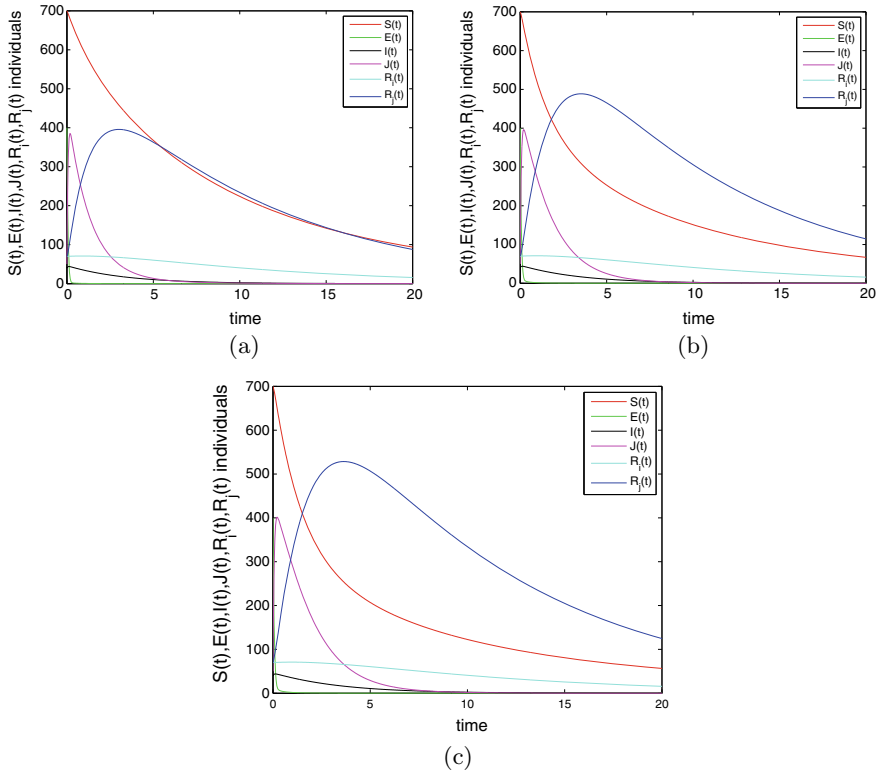 700
600
500
400
300
200
100
0
S(t),E(t),I(t),J(t),R_i(t),R_j(t) individuals
S(t)
E(t)
I(t)
J(t)
R_i(t)
R_j(t)
0
5
10
15
20
time
(a)
700
600
500
400
300
200
100
0
S(t),E(t),I(t),J(t),R_i(t),R_j(t) individuals
S(t)
E(t)
I(t)
J(t)
R_i(t)
R_j(t)
0
5
10
15
20
time
(b)
700
600
500
400
300
200
100
0
S(t),E(t),I(t),J(t),R_i(t),R_j(t) individuals
S(t)
E(t)
I(t)
J(t)
R_i(t)
R_j(t)
0
5
10
15
20
time
(c)